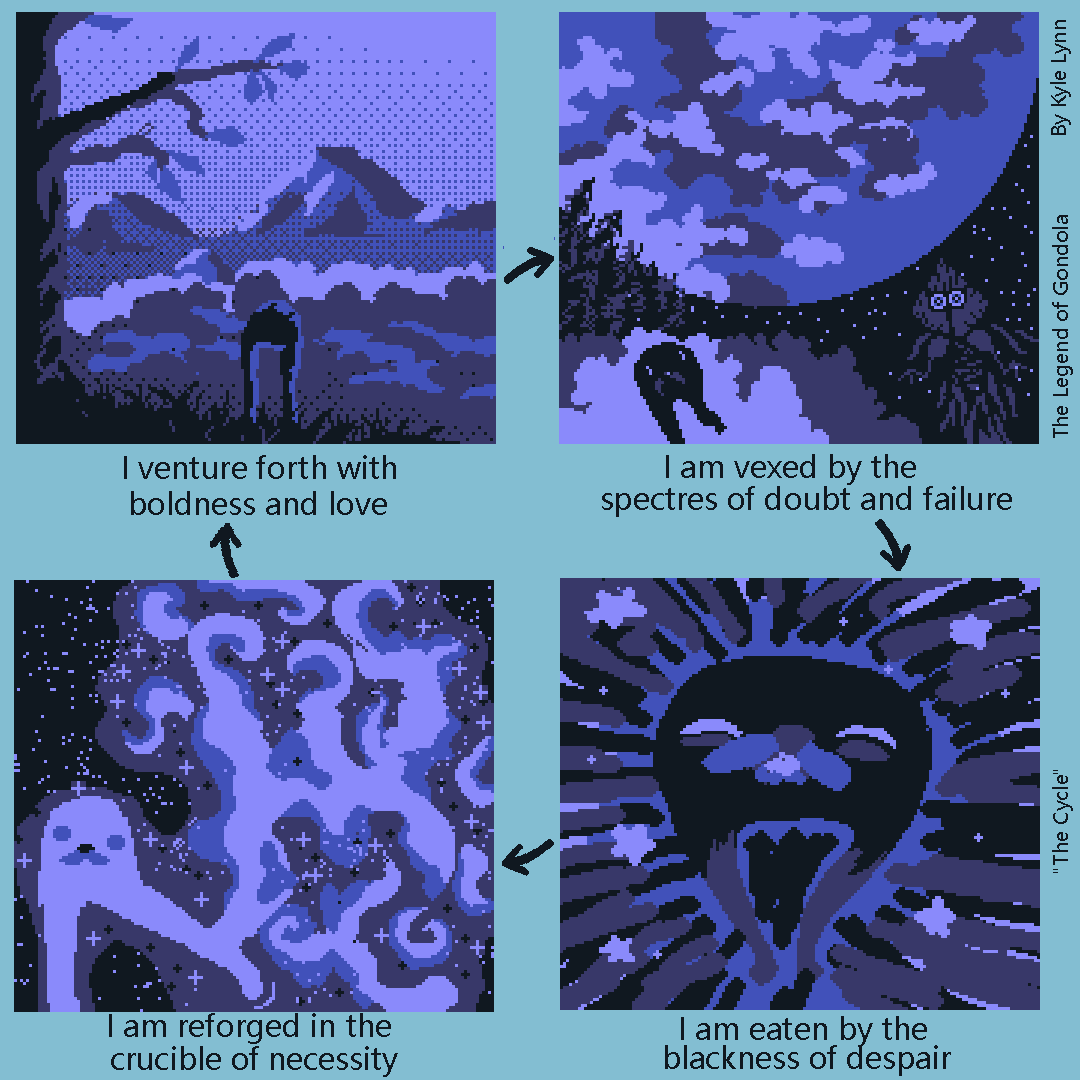 I venture forth with
boldness and love
I am vexed by the
spectres of doubt and failure
I am eaten by the
blackness of despair
I am reforged in the
crucible of necessity
The Legend of Gondola
By Kyle Lynn
"The Cycle"